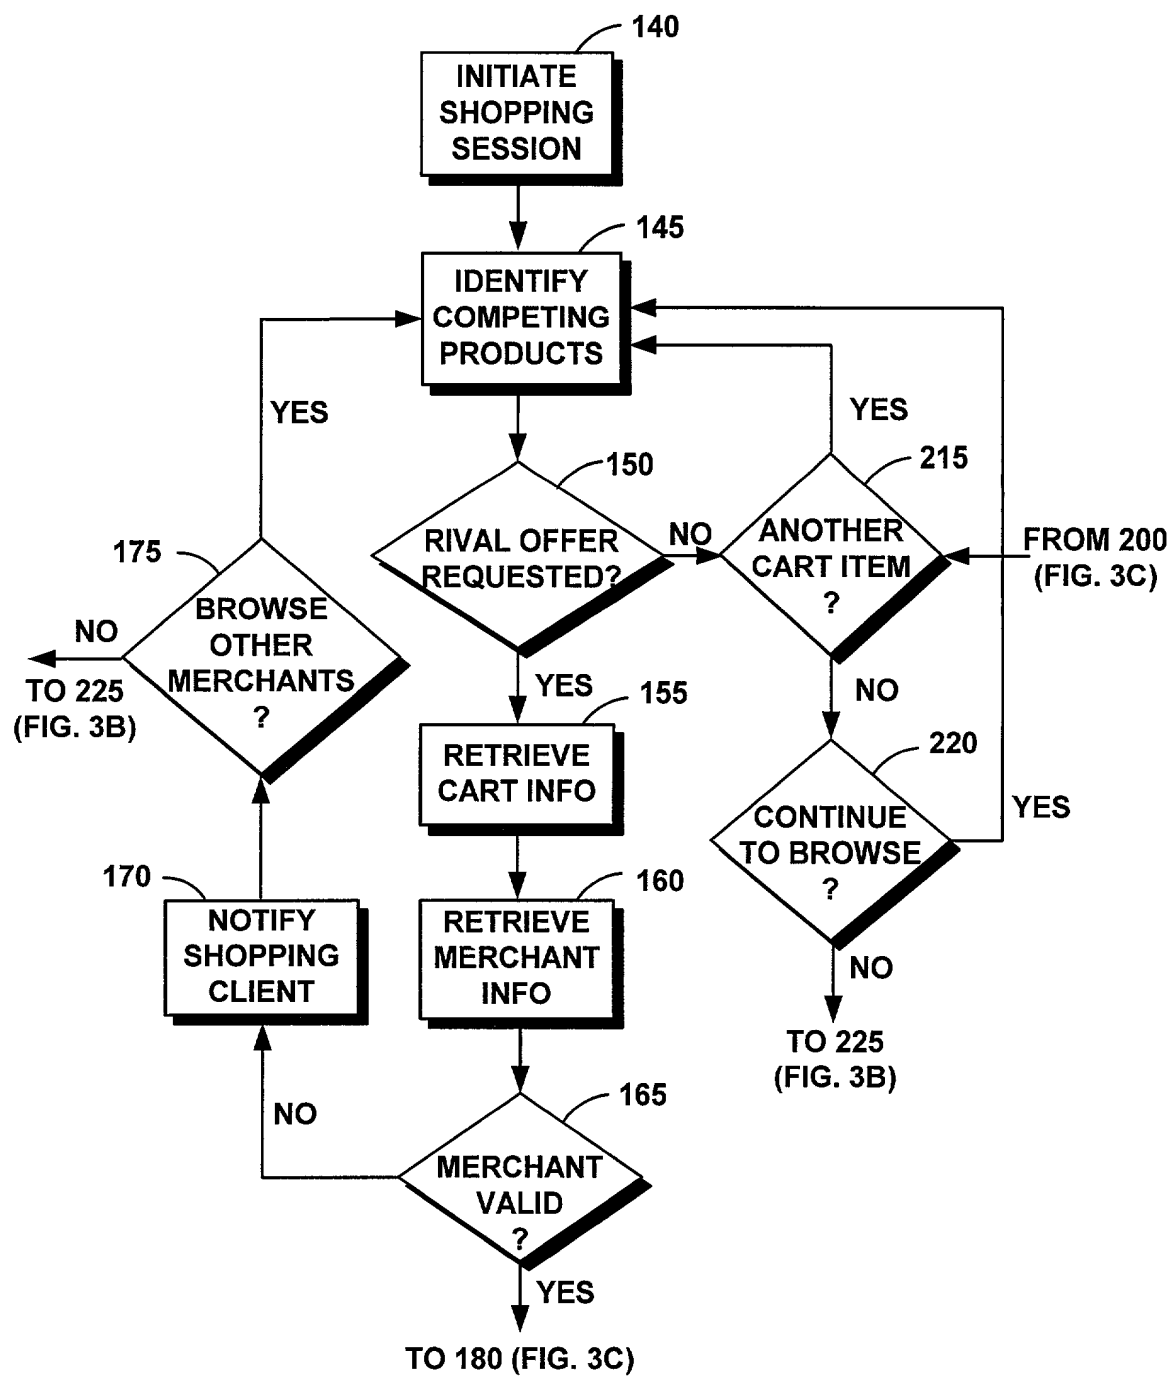 140
INITIATE
SHOPPING
SESSION
145
IDENTIFY
COMPETING
PRODUCTS
YES
YES
150
RIVAL OFFER
REQUESTED?
NO
215
ANOTHER
CART ITEM
?
FROM 200
(FIG. 3C)
175
BROWSE
OTHER
MERCHANTS
?
NO
TO 225
(FIG. 3B)
YES
155
RETRIEVE
CART INFO
NO
220
CONTINUE
TO BROWSE
?
YES
NO
TO 225
(FIG. 3B)
170
NOTIFY
SHOPPING
CLIENT
160
RETRIEVE
MERCHANT
INFO
NO
165
MERCHANT
VALID
?
YES
TO 180 (FIG. 3C)